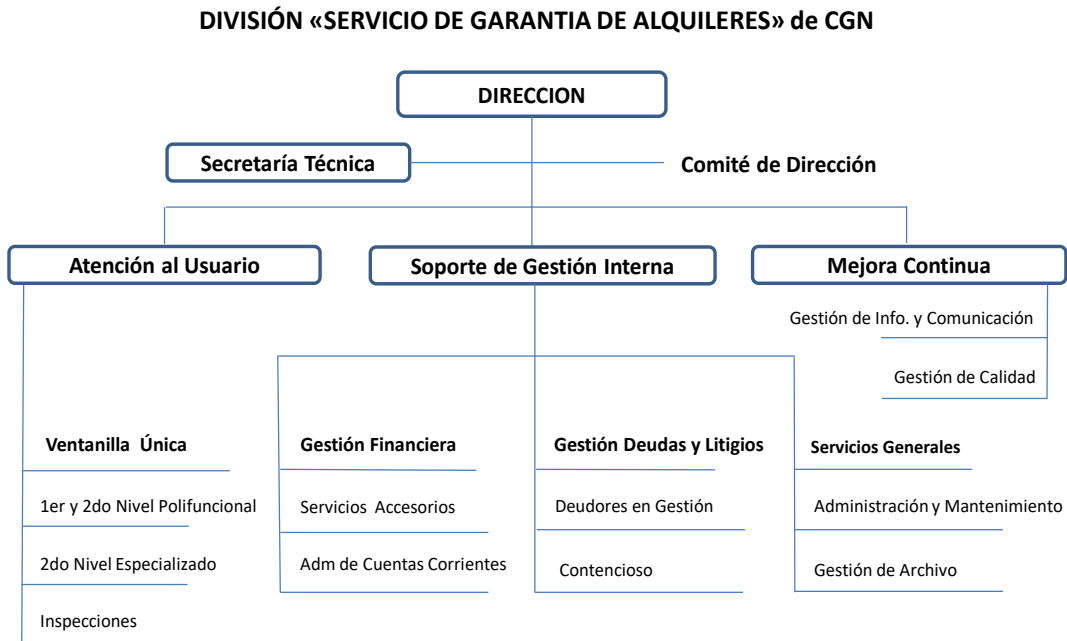 DIVISIÓN «SERVICIO DE GARANTIA DE ALQUILERES» de CGN
DIRECCION
Secretaría Técnica
Comité de Dirección
Atención al Usuario
Soporte de Gestión Interna
Mejora Continua
Gestión de Info. y Comunicación
Gestión de Calidad
Ventanilla Única
1er y 2do Nivel Polifuncional
2do Nivel Especializado
Inspecciones
Gestión Financiera
Servicios Accesorios
Adm de Cuentas Corrientes
Gestión Deudas y Litigios
Deudores en Gestión
Contencioso
Servicios Generales
Administración y Mantenimiento
Gestión de Archivo